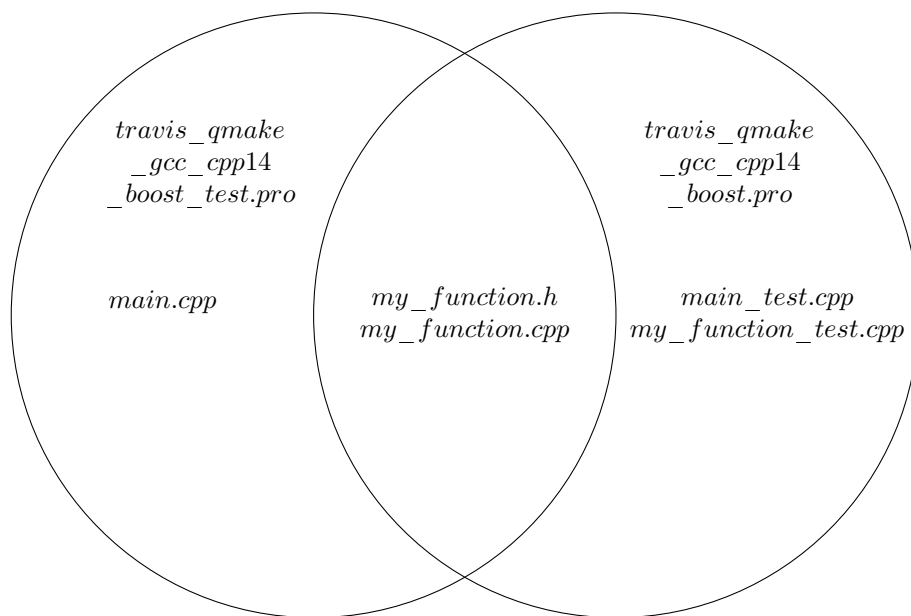 travis_qmake
_gcc_cpp14
_boost_test.pro
main.cpp
my_function.h
my_function.cpp
travis_qmake
_gcc_cpp14
_boost.pro
main_test.cpp
my_function_test.cpp